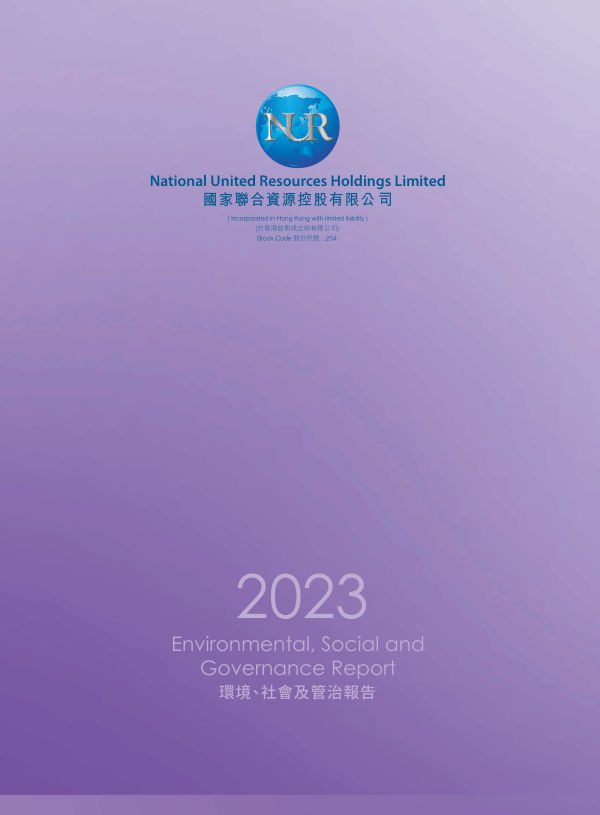 NUR
National United Resources Holdings Limited
國家聯合資源控股有限公司
( Incorporated in Hong Kong with limited liability )
(於香港註冊成立的有限公司)
Stock Code 股份代號 : 254
2023
Environmental, Social and
Governance Report
環境、社會及管治報告